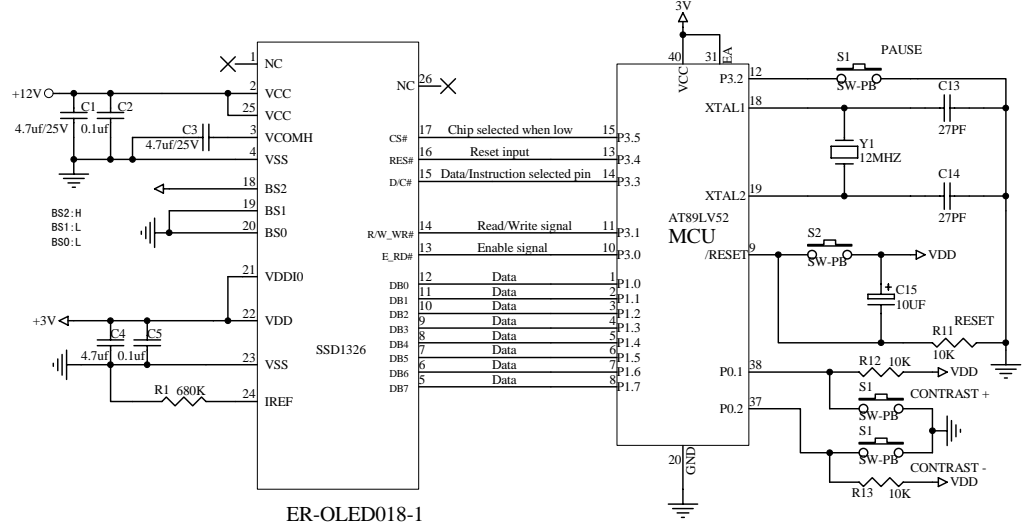 3V
1
NC
+12V
2
VCC
25
VCC
C1
C2
4.7uf/25V
0.1uf
C3
4.7uf/25V
3
VCOMH
4
VSS
18
BS2
19
BS1
20
BS0
BS2:H
BS1:L
BS0:L
21
VDDI0
+3V
22
VDD
C4
C5
4.7uf
0.1uf
23
VSS
R1
680K
24
IREF
SSD1326
NC
26
CS#
17
Chip selected when low
15
P3.5
RES#
16
Reset input
13
P3.4
D/C#
15
Data/Instruction selected pin
14
P3.3
R/W_WR#
14
Read/Write signal
11
P3.1
E_RD#
13
Enable signal
10
P3.0
DB0
12
Data
1
P1.0
DB1
11
Data
2
P1.1
DB2
10
Data
3
P1.2
DB3
9
Data
4
P1.3
DB4
8
Data
5
P1.4
DB5
7
Data
6
P1.5
DB6
6
Data
7
P1.6
DB7
5
Data
8
P1.7
ER-OLED018-1
40
VCC
31
EA
AT89LV52
MCU
P3.2
12
S1
PAUSE
SW-PB
XTAL1
18
C13
27PF
Y1
12MHZ
XTAL2
19
C14
27PF
/RESET
9
S2
SW-PB
VDD
C15
10UF
R11
10K
RESET
P0.1
38
R12
10K
VDD
S1
SW-PB
CONTRAST +
P0.2
37
S1
SW-PB
CONTRAST -
R13
10K
VDD
20
GND